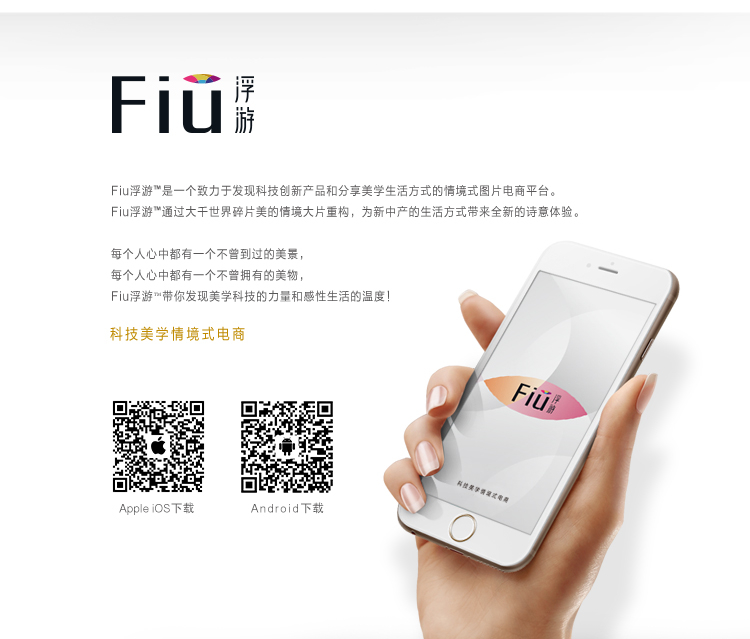 Fiu 浮游
Fiu浮游™是一个致力于发现科技创新产品和分享美学生活方式的情境式图片电商平台。
Fiu浮游™通过大千世界碎片美的情境大片重构，为新中产的生活方式带来全新的诗意体验。
每个人心中都有一个不曾到过的美景，
每个人心中都有一个不曾拥有的美物，
Fiu浮游™带你发现美学科技的力量和感性生活的温度！
科技美学情境式电商
Fiu 浮游
科技美学情境式电商
Apple iOS下载
Android下载